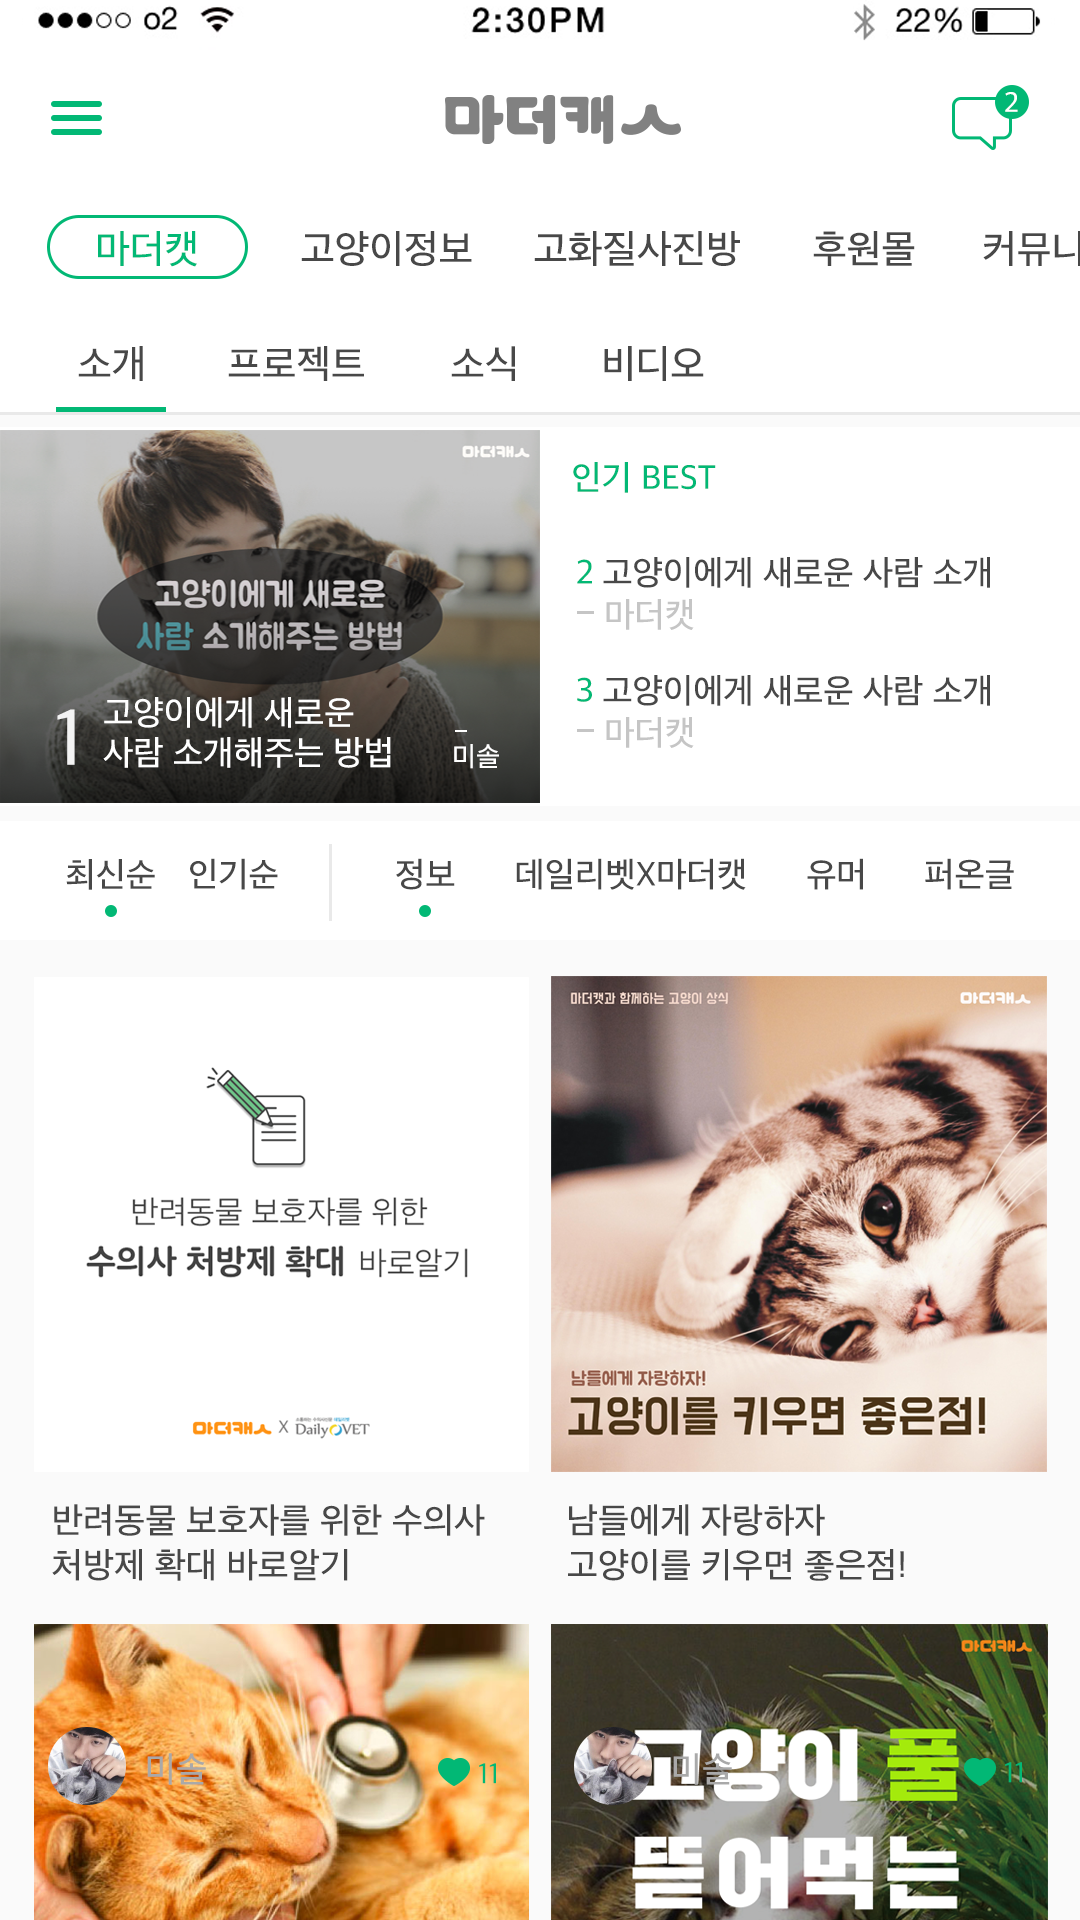 o2
2:30PM
22%
마더캣
2
마더캣
고양이정보
고화질사진방
후원몰
커뮤니
소개
프로젝트
소식
비디오
마더캣
고양이에게 새로운
사람 소개해주는 방법
1 고양이에게 새로운
사람 소개해주는 방법
–
미솔
인기 BEST
2 고양이에게 새로운 사람 소개
– 마더캣
3 고양이에게 새로운 사람 소개
– 마더캣
최신순
인기순
정보
데일리벳X마더캣
유머
퍼온글
반려동물 보호자를 위한
수의사 처방제 확대 바로알기
마더캣 X Daily VET
마더캣과 함께하는 고양이 상식
마더캣
남들에게 자랑하자!
고양이를 키우면 좋은점!
반려동물 보호자를 위한 수의사
처방제 확대 바로알기
남들에게 자랑하자
고양이를 키우면 좋은점!
미솔
11
마더캣
고양이 풀
뜯어먹는
미솔
11